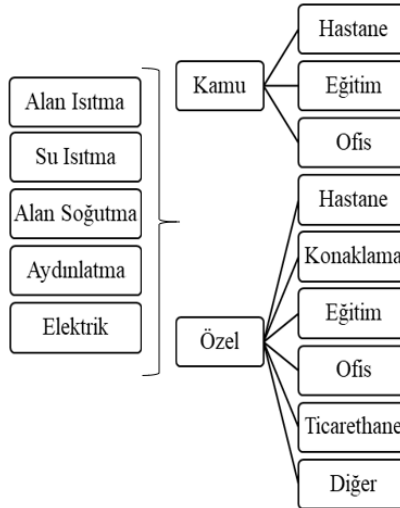 Alan Isıtma
Su Isıtma
Alan Soğutma
Aydınlatma
Elektrik
Kamu
Hastane
Eğitim
Ofis
Özel
Hastane
Konaklama
Eğitim
Ofis
Ticarethane
Diğer